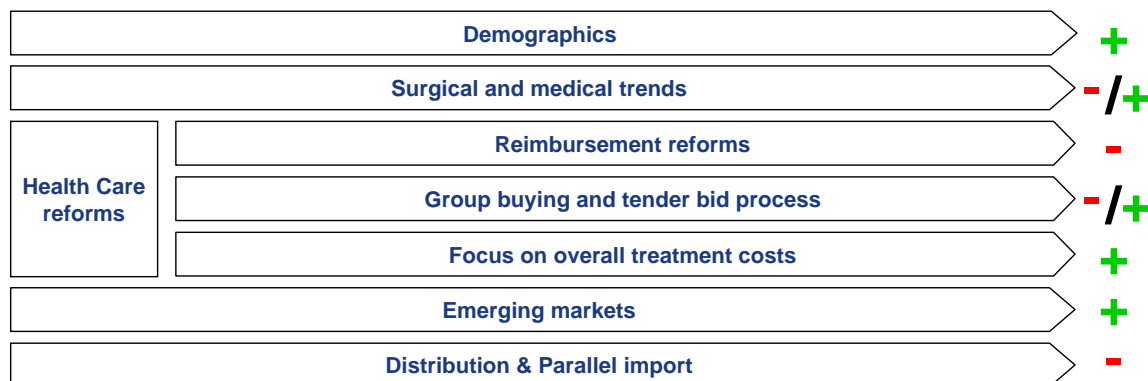 Demographics
+
Surgical and medical trends
-/+
Health Care
reforms
Reimbursement reforms
-
Group buying and tender bid process
-/+
Focus on overall treatment costs
+
Emerging markets
+
Distribution & Parallel import
-